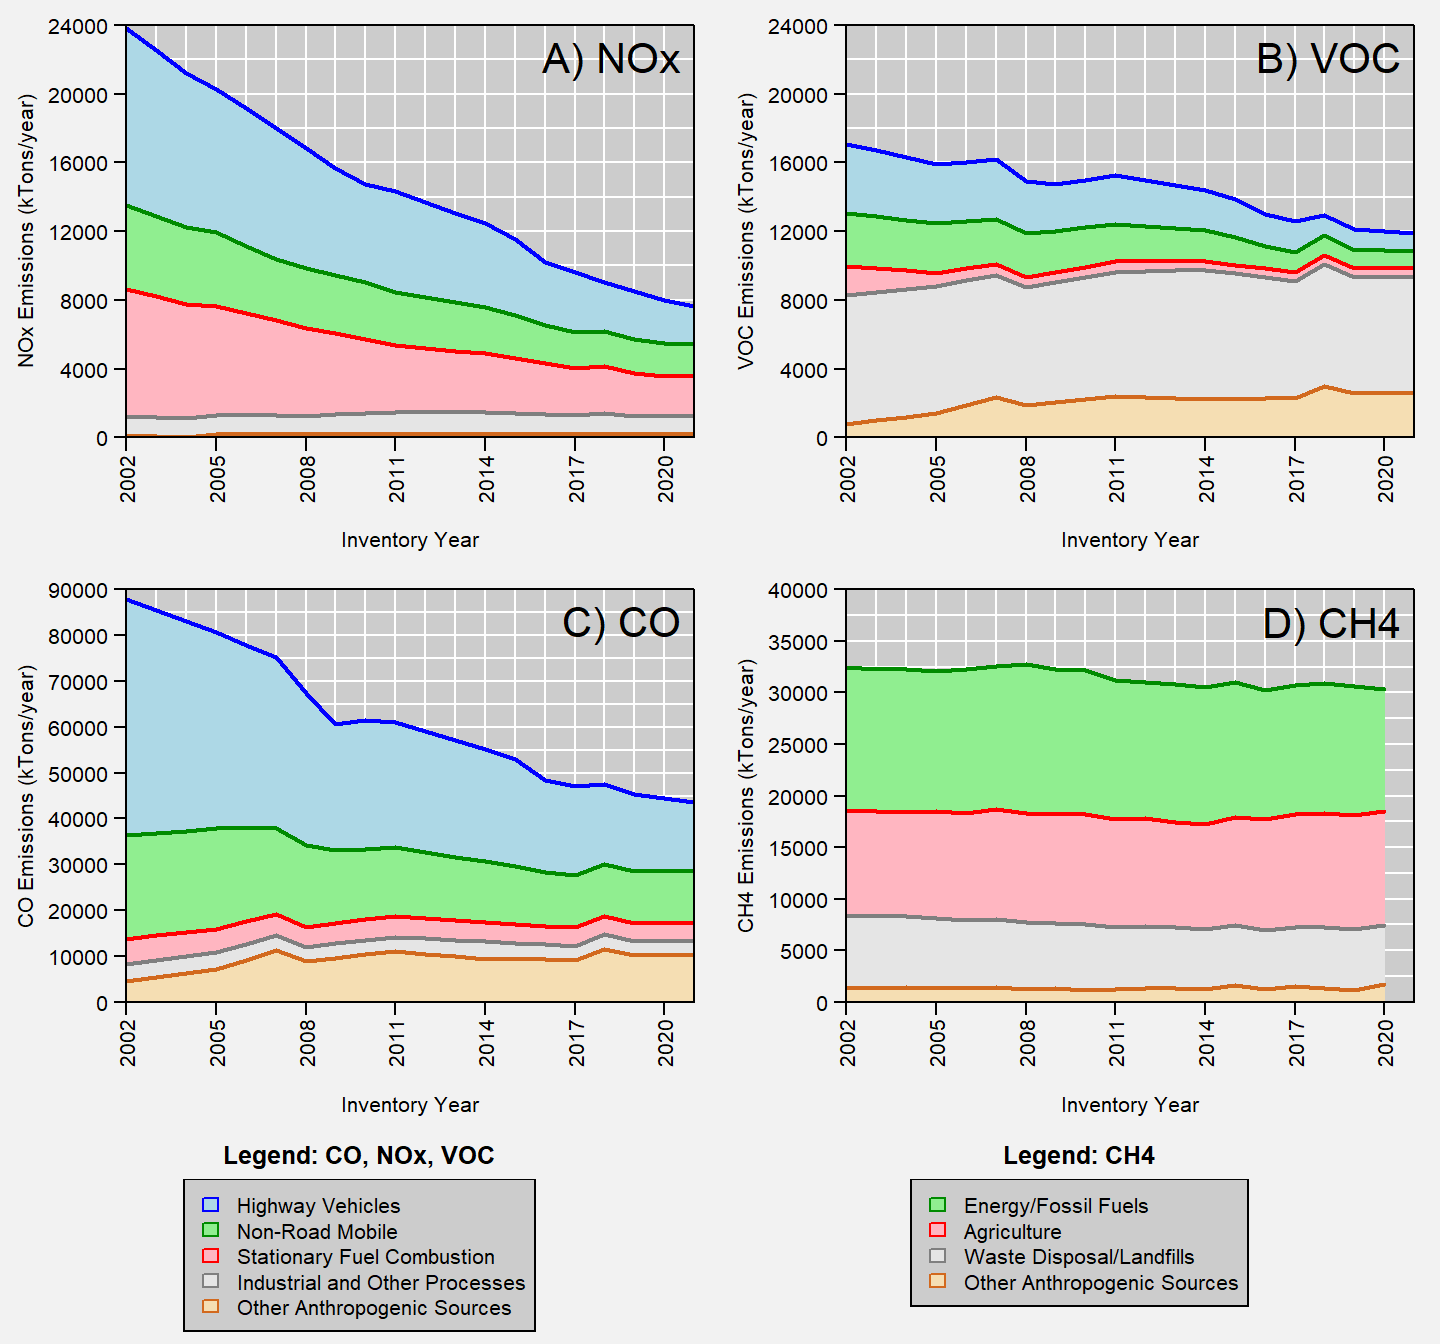 A) NOx
NOx Emissions (kTons/year)
24000
20000
16000
12000
8000
4000
0
2002
2005
2008
2011
2014
2017
2020
Inventory Year
B) VOC
VOC Emissions (kTons/year)
24000
20000
16000
12000
8000
4000
0
2002
2005
2008
2011
2014
2017
2020
Inventory Year
C) CO
CO Emissions (kTons/year)
90000
80000
70000
60000
50000
40000
30000
20000
10000
0
2002
2005
2008
2011
2014
2017
2020
Inventory Year
D) CH4
CH4 Emissions (kTons/year)
40000
35000
30000
25000
20000
15000
10000
5000
0
2002
2005
2008
2011
2014
2017
2020
Inventory Year
Legend: CO, NOx, VOC
Highway Vehicles
Non-Road Mobile
Stationary Fuel Combustion
Industrial and Other Processes
Other Anthropogenic Sources
Legend: CH4
Energy/Fossil Fuels
Agriculture
Waste Disposal/Landfills
Other Anthropogenic Sources